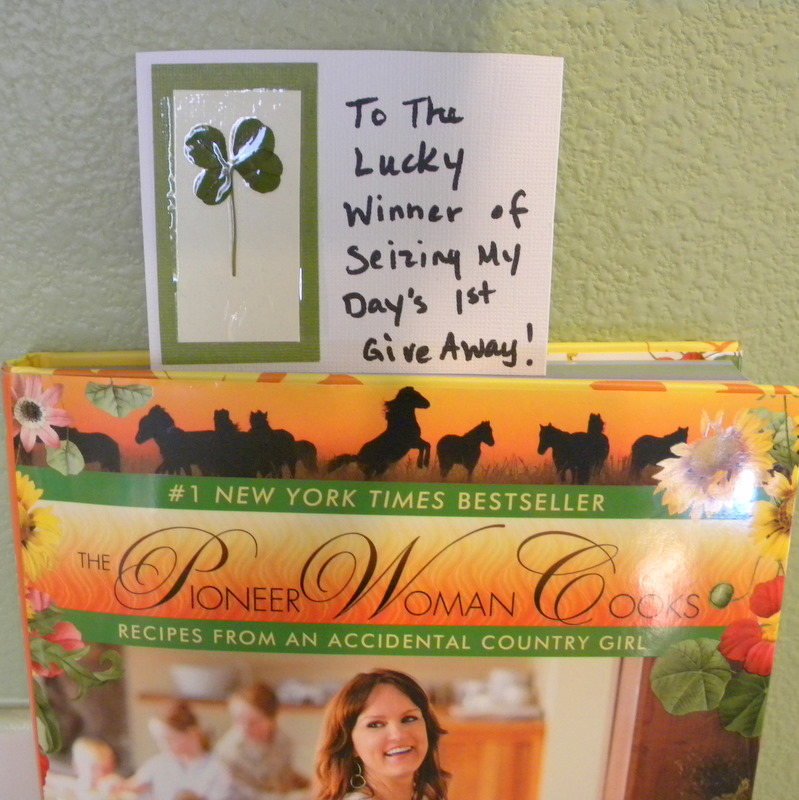 To The
Lucky
Winner of
Seizing My
Day's 1st
Give Away!
#1 NEW YORK TIMES BESTSELLER
THE PIONEER WOMAN COOKS
RECIPES FROM AN ACCIDENTAL COUNTRY GIRL